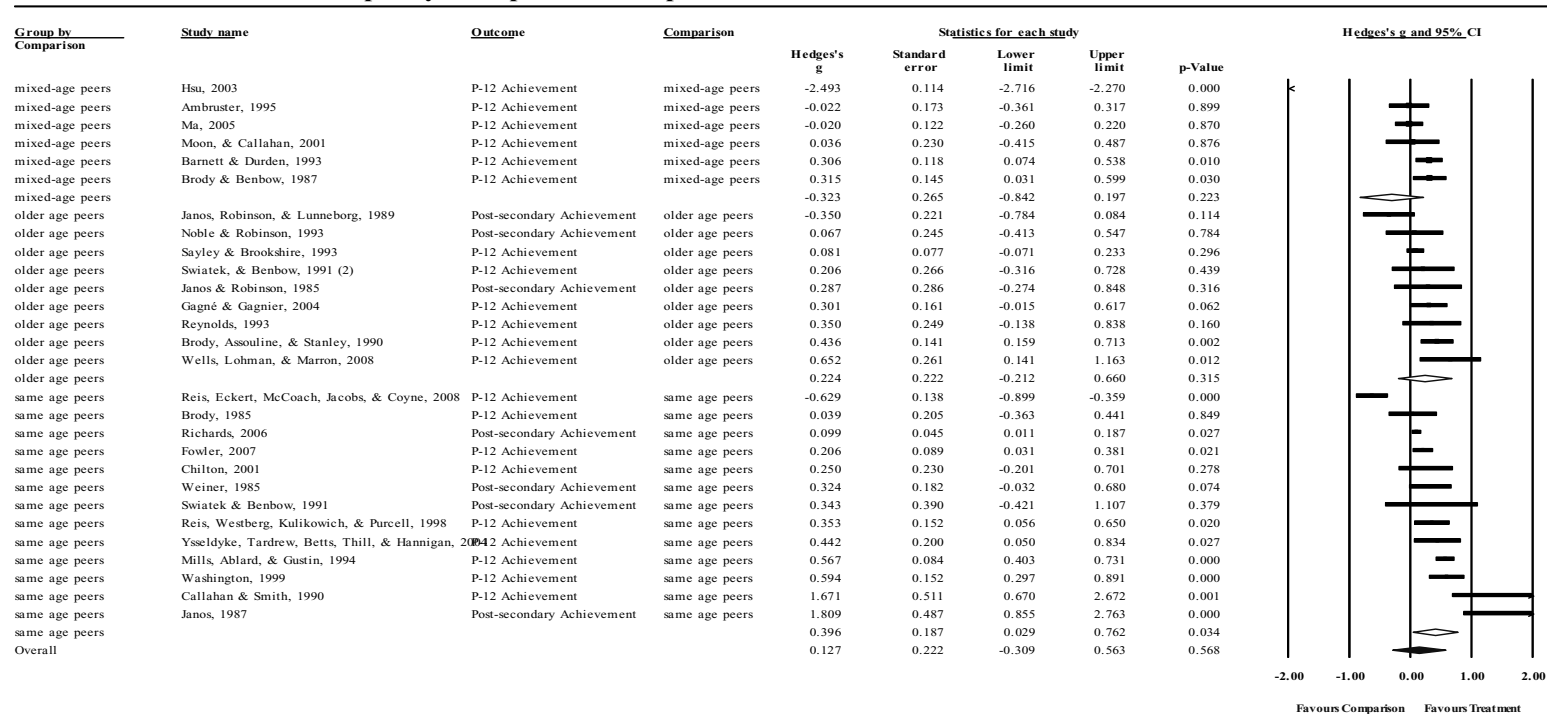 Group by Comparison Study name Outcome Comparison Statistics for each study Hedges's g and 95% CI
Hedges's g Standard error Lower limit Upper limit p-Value
mixed-age peers Hsu, 2003 P-12 Achievement mixed-age peers -2.493 0.114 -2.716 -2.270 0.000
mixed-age peers Ambruster, 1995 P-12 Achievement mixed-age peers -0.022 0.173 -0.361 0.317 0.899
mixed-age peers Ma, 2005 P-12 Achievement mixed-age peers -0.020 0.122 -0.260 0.220 0.870
mixed-age peers Moon, & Callahan, 2001 P-12 Achievement mixed-age peers 0.036 0.230 -0.415 0.487 0.876
mixed-age peers Barnett & Durden, 1993 P-12 Achievement mixed-age peers 0.306 0.118 0.074 0.538 0.010
mixed-age peers Brody & Benbow, 1987 P-12 Achievement mixed-age peers 0.315 0.145 0.031 0.599 0.030
mixed-age peers -0.323 0.265 -0.842 0.197 0.223
older age peers Janos, Robinson, & Lunneborg, 1989 Post-secondary Achievement older age peers -0.350 0.221 -0.784 0.084 0.114
older age peers Noble & Robinson, 1993 Post-secondary Achievement older age peers 0.067 0.245 -0.413 0.547 0.784
older age peers Sayley & Brookshire, 1993 P-12 Achievement older age peers 0.081 0.077 -0.071 0.233 0.296
older age peers Swiatek, & Benbow, 1991 (2) P-12 Achievement older age peers 0.206 0.266 -0.316 0.728 0.439
older age peers Janos & Robinson, 1985 Post-secondary Achievement older age peers 0.287 0.286 -0.274 0.848 0.316
older age peers Gagné & Gagnier, 2004 P-12 Achievement older age peers 0.301 0.161 -0.015 0.617 0.062
older age peers Reynolds, 1993 P-12 Achievement older age peers 0.350 0.249 -0.138 0.838 0.160
older age peers Brody, Assouline, & Stanley, 1990 P-12 Achievement older age peers 0.436 0.141 0.159 0.713 0.002
older age peers Wells, Lohman, & Marron, 2008 P-12 Achievement older age peers 0.652 0.261 0.141 1.163 0.012
older age peers 0.224 0.222 -0.212 0.660 0.315
same age peers Reis, Eckert, McCoach, Jacobs, & Coyne, 2008 P-12 Achievement same age peers -0.629 0.138 -0.899 -0.359 0.000
same age peers Brody, 1985 P-12 Achievement same age peers 0.039 0.205 -0.363 0.441 0.849
same age peers Richards, 2006 Post-secondary Achievement same age peers 0.099 0.045 0.011 0.187 0.027
same age peers Fowler, 2007 P-12 Achievement same age peers 0.206 0.089 0.031 0.381 0.021
same age peers Chilton, 2001 P-12 Achievement same age peers 0.250 0.230 -0.201 0.701 0.278
same age peers Weiner, 1985 Post-secondary Achievement same age peers 0.324 0.182 -0.032 0.680 0.074
same age peers Swiatek & Benbow, 1991 Post-secondary Achievement same age peers 0.343 0.390 -0.421 1.107 0.379
same age peers Reis, Westberg, Kulikowich, & Purcell, 1998 P-12 Achievement same age peers 0.353 0.152 0.056 0.650 0.020
same age peers Ysseldyke, Tardrew, Betts, Thill, & Hannigan, 2004 P-12 Achievement same age peers 0.442 0.200 0.050 0.834 0.027
same age peers Mills, Ablard, & Gustin, 1994 P-12 Achievement same age peers 0.567 0.084 0.403 0.731 0.000
same age peers Washington, 1999 P-12 Achievement same age peers 0.594 0.152 0.297 0.891 0.000
same age peers Callahan & Smith, 1990 P-12 Achievement same age peers 1.671 0.511 0.670 2.672 0.001
same age peers Janos, 1987 Post-secondary Achievement same age peers 1.809 0.487 0.855 2.763 0.000
same age peers 0.396 0.187 0.029 0.762 0.034
Overall 0.127 0.222 -0.309 0.563 0.568
-2.00 -1.00 0.00 1.00 2.00
Favours Comparison Favours Treatment